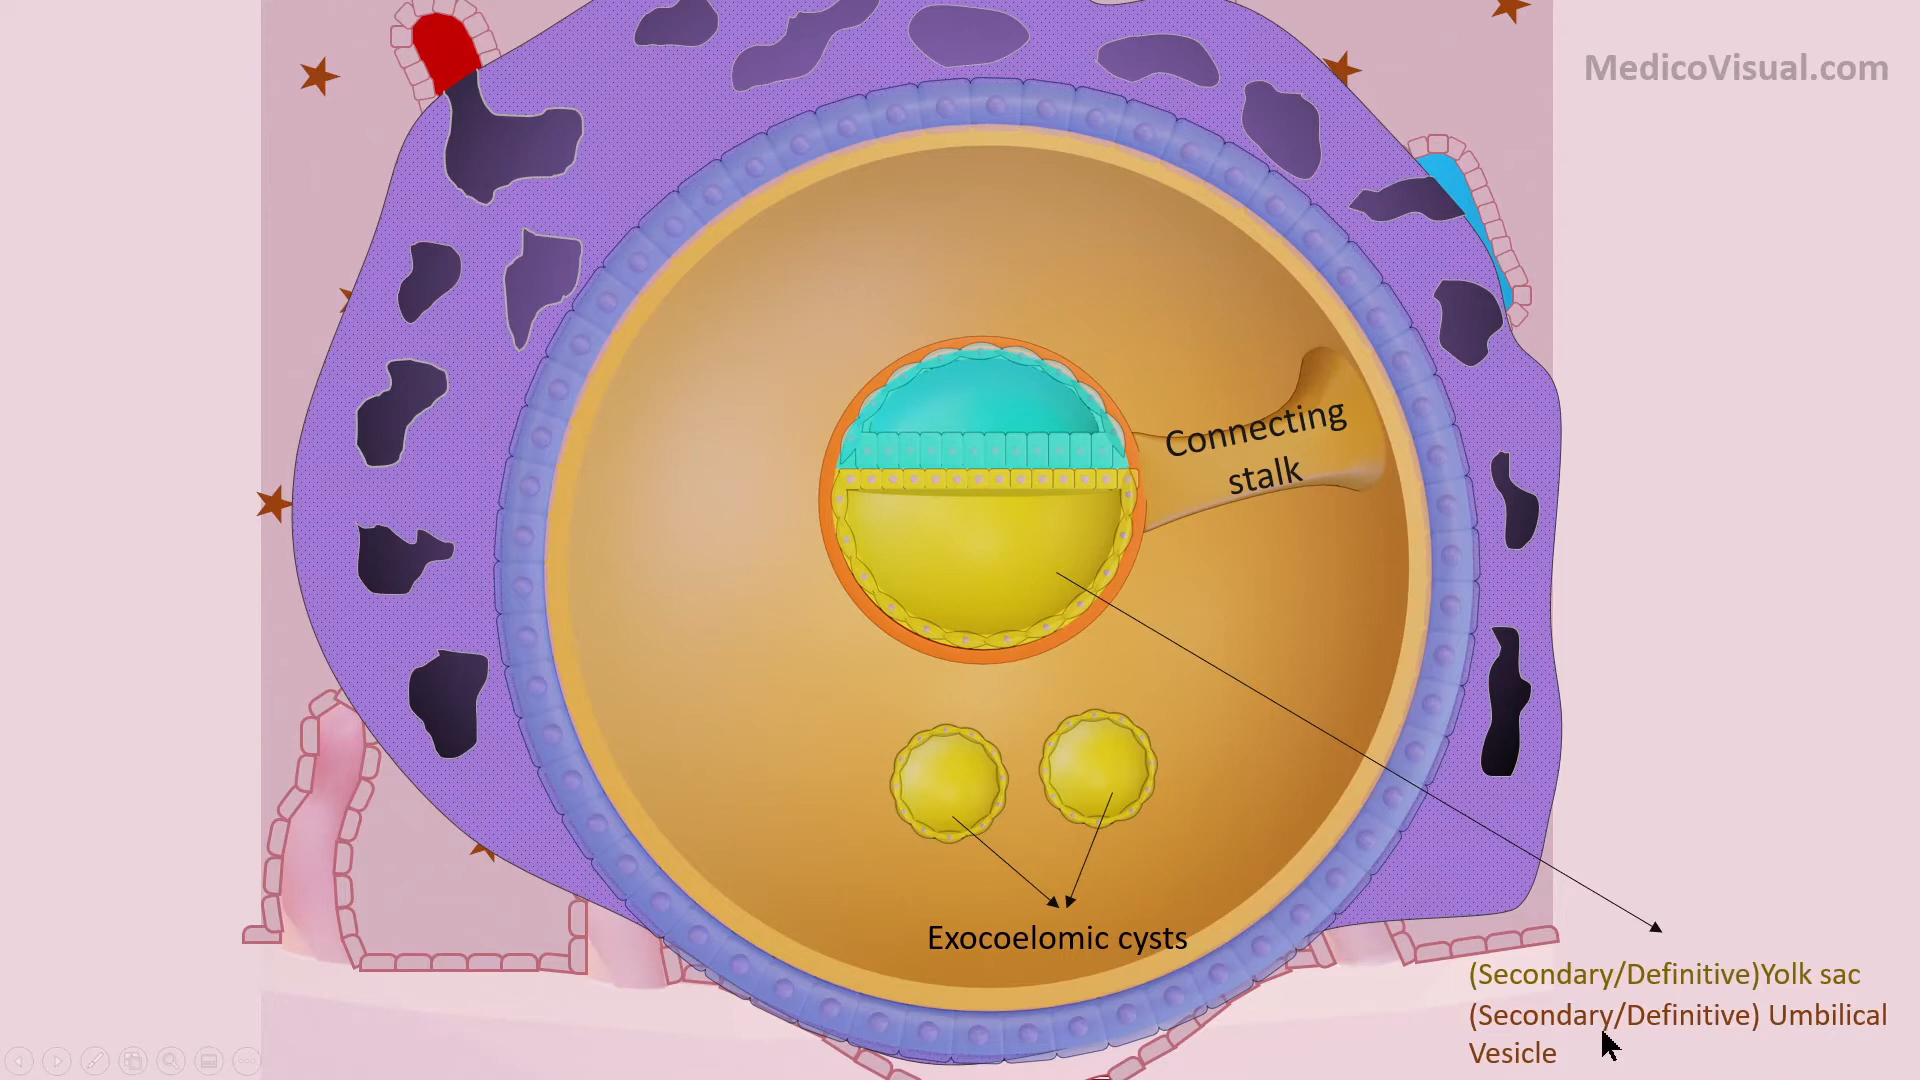 MedicoVisual.com
Connecting
stalk
Exocoelomic cysts
(Secondary/Definitive)Yolk sac
(Secondary/Definitive) Umbilical
Vesicle